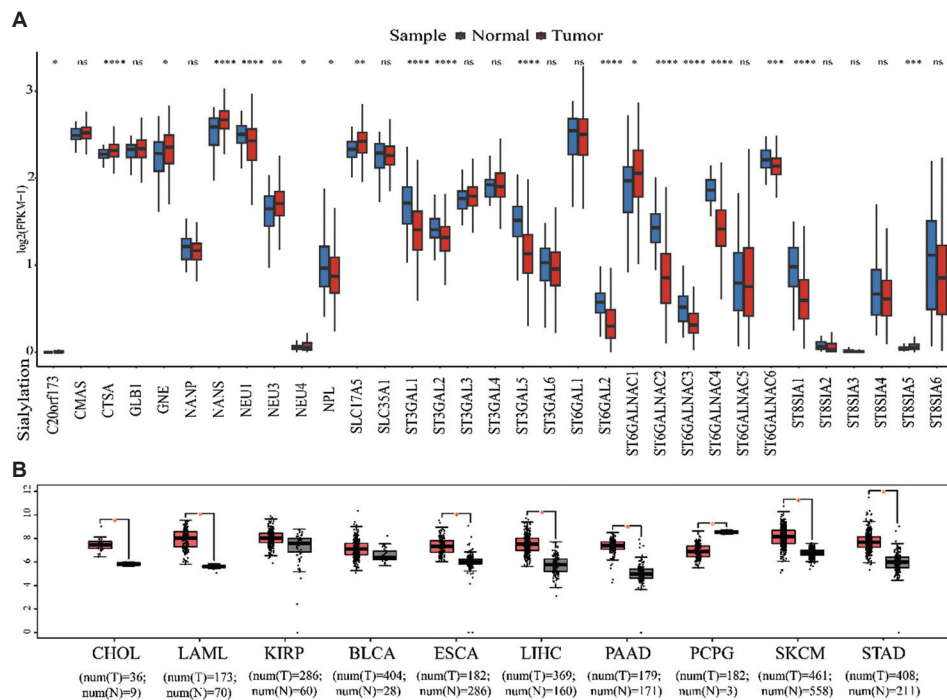 A
Sample Normal Tumor
* ns **** ns * ns **** **** ** * * ** ns **** **** ns ns **** ns ns **** * **** **** **** ns *** **** ns ns ns *** ns
log2(FPKM−1)
3
2
1
0
Sialylation
C20orf173
CMAS
CTSA
GLB1
GNE
NANP
NANS
NEU1
NEU3
NEU4
NPL
SLC17A5
SLC35A1
ST3GAL1
ST3GAL2
ST3GAL3
ST3GAL4
ST3GAL5
ST3GAL6
ST6GAL1
ST6GAL2
ST6GALNAC1
ST6GALNAC2
ST6GALNAC3
ST6GALNAC4
ST6GALNAC5
ST6GALNAC6
ST8SIA1
ST8SIA2
ST8SIA3
ST8SIA4
ST8SIA5
ST8SIA6
B
12
10
8
6
4
2
0
* * * * * * * *
CHOL LAML KIRP BLCA ESCA LIHC PAAD PCPG SKCM STAD
(num(T)=36; (num(T)=173; (num(T)=286; (num(T)=404; (num(T)=182; (num(T)=369; (num(T)=179; (num(T)=182; (num(T)=461; (num(T)=408;
num(N)=9) num(N)=70) num(N)=60) num(N)=28) num(N)=286) num(N)=160) num(N)=171) num(N)=3) num(N)=558) num(N)=211)